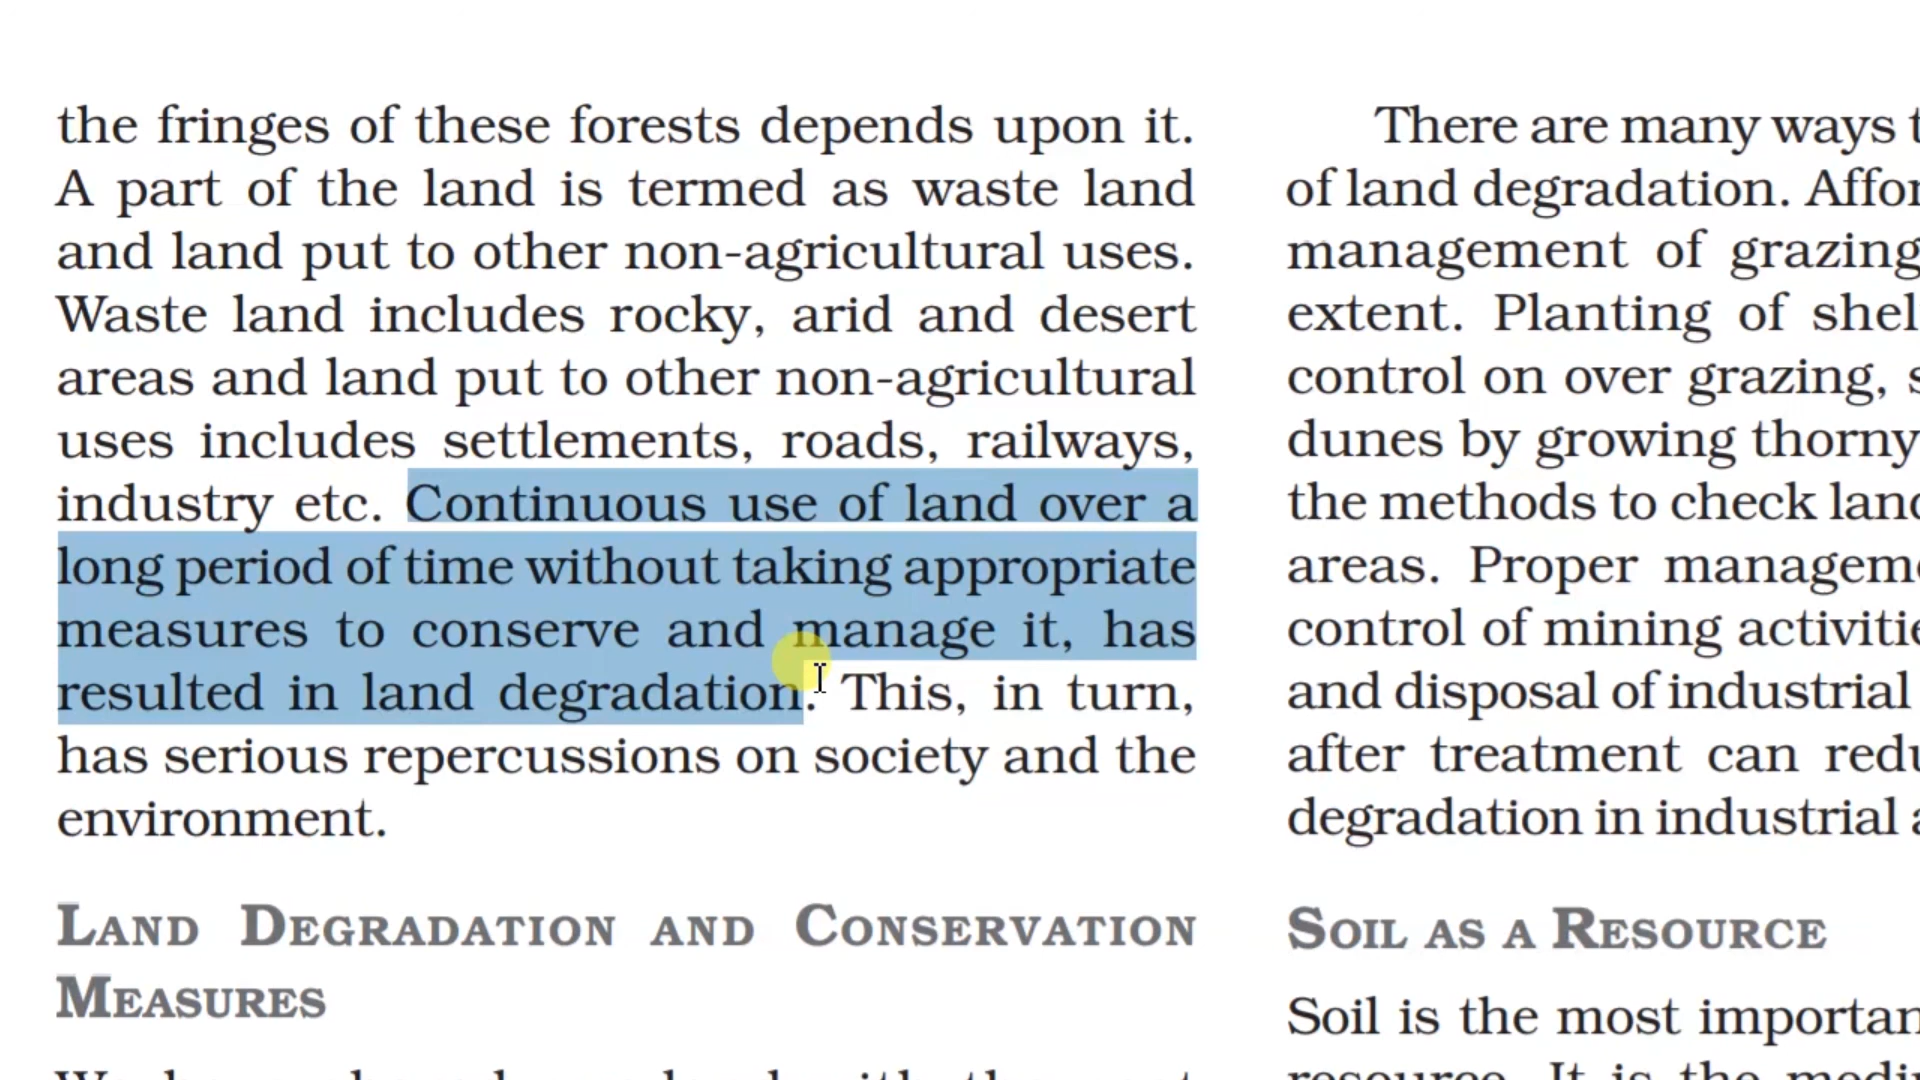 the fringes of these forests depends upon it.
A part of the land is termed as waste land
and land put to other non-agricultural uses.
Waste land includes rocky, arid and desert
areas and land put to other non-agricultural
uses includes settlements, roads, railways,
industry etc. Continuous use of land over a
long period of time without taking appropriate
measures to conserve and manage it, has
resulted in land degradation. This, in turn,
has serious repercussions on society and the
environment.
LAND DEGRADATION AND CONSERVATION
MEASURES
There are many ways
of land degradation.
management of grazing
extent. Planting of
control on over grazing,
dunes by growing thorny
the methods to check
areas. Proper
control of mining
and disposal of industrial
after treatment can
degradation in industrial
SOIL AS A RESOURCE
Soil is the most
resource. It is the